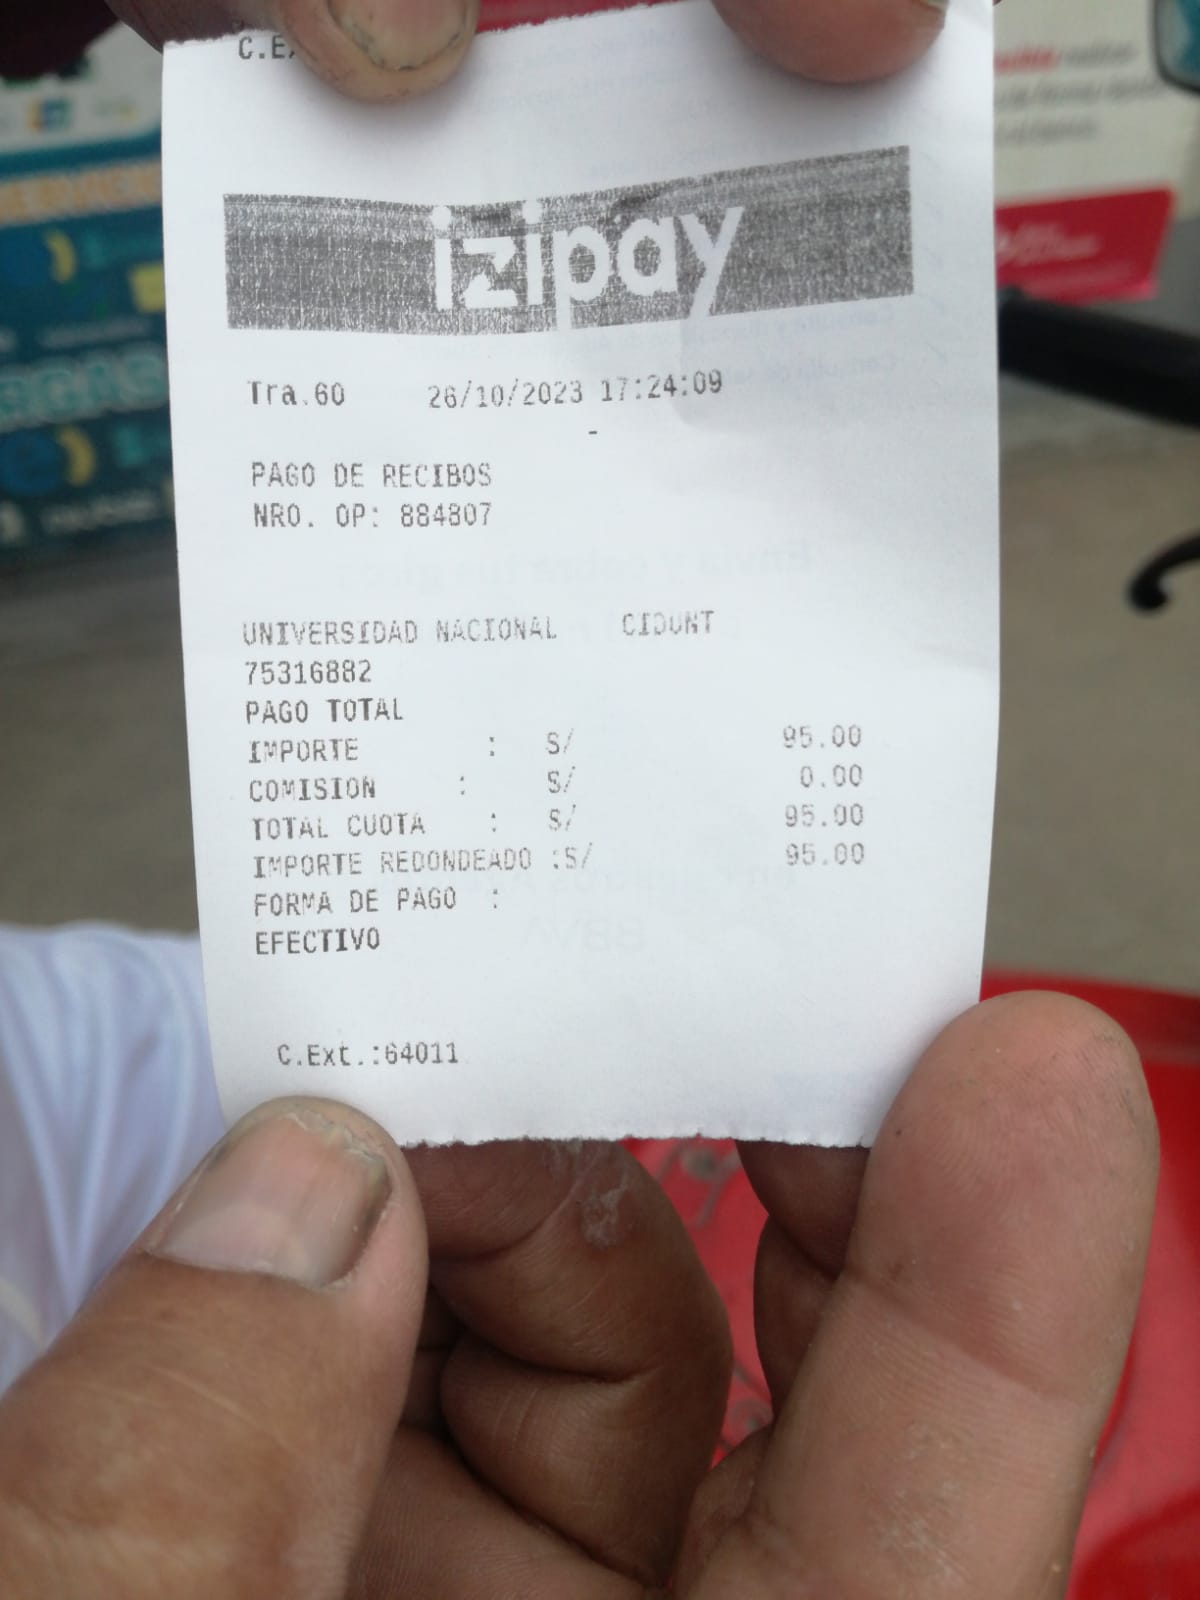 izipay
Tra.60 26/10/2023 17:24:09
-
PAGO DE RECIBOS
NRO. OP: 884807
UNIVERSIDAD NACIONAL CIDUNT
75316882
PAGO TOTAL
IMPORTE : S/ 95.00
COMISION : S/ 0.00
TOTAL CUOTA : S/ 95.00
IMPORTE REDONDEADO :S/ 95.00
FORMA DE PAGO :
EFECTIVO
C.Ext.:64011